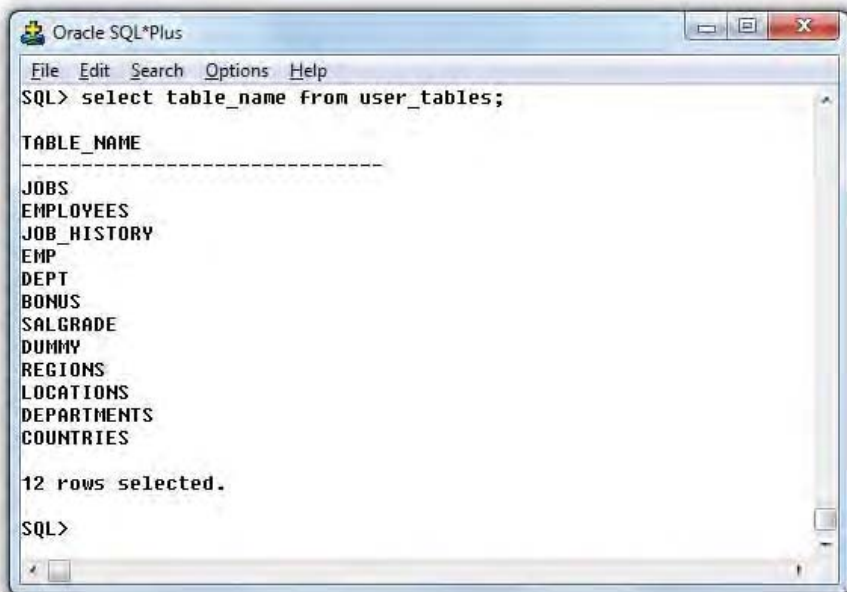 Oracle SQL*Plus
File Edit Search Options Help
SQL> select table_name from user_tables;
TABLE_NAME
------------------------------
JOBS
EMPLOYEES
JOB_HISTORY
EMP
DEPT
BONUS
SALGRADE
DUMMY
REGIONS
LOCATIONS
DEPARTMENTS
COUNTRIES
12 rows selected.
SQL>